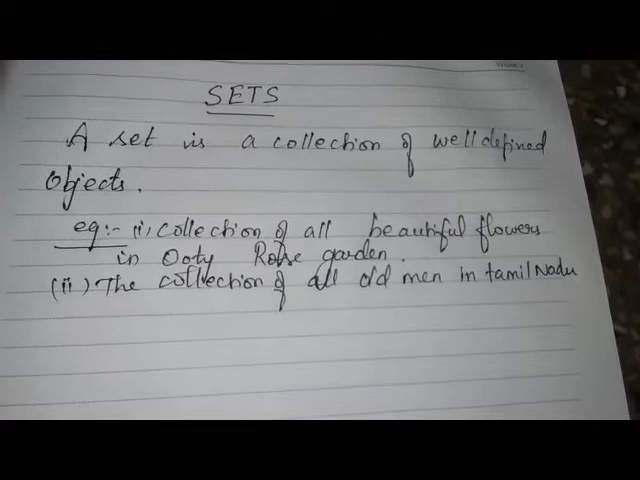 SETS
A set is a collection of well defined
Objects.
eg:- (i) collection of all beautiful flowers
in Ooty Rose garden.
(ii) The collection of all old men in tamilNadu